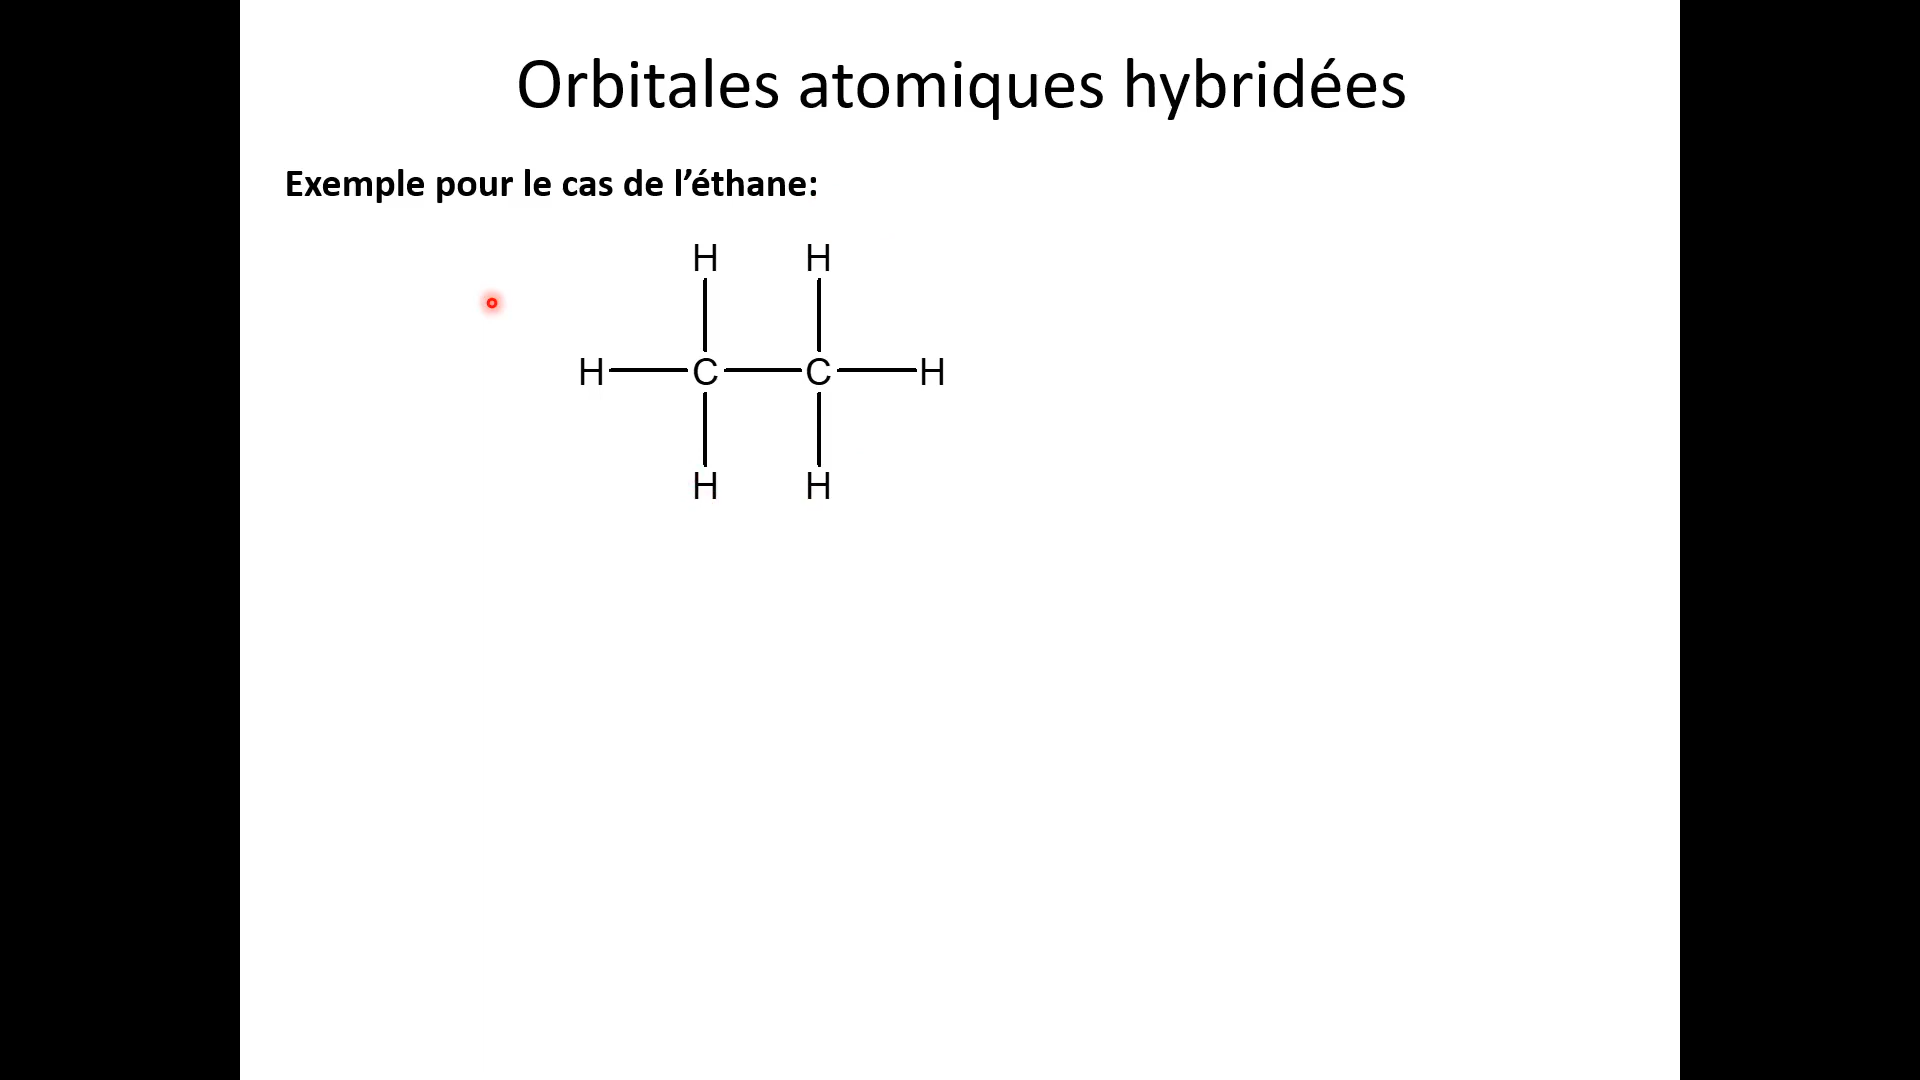 Orbitales atomiques hybridées
Exemple pour le cas de l’éthane:
H H
H C C H
H H